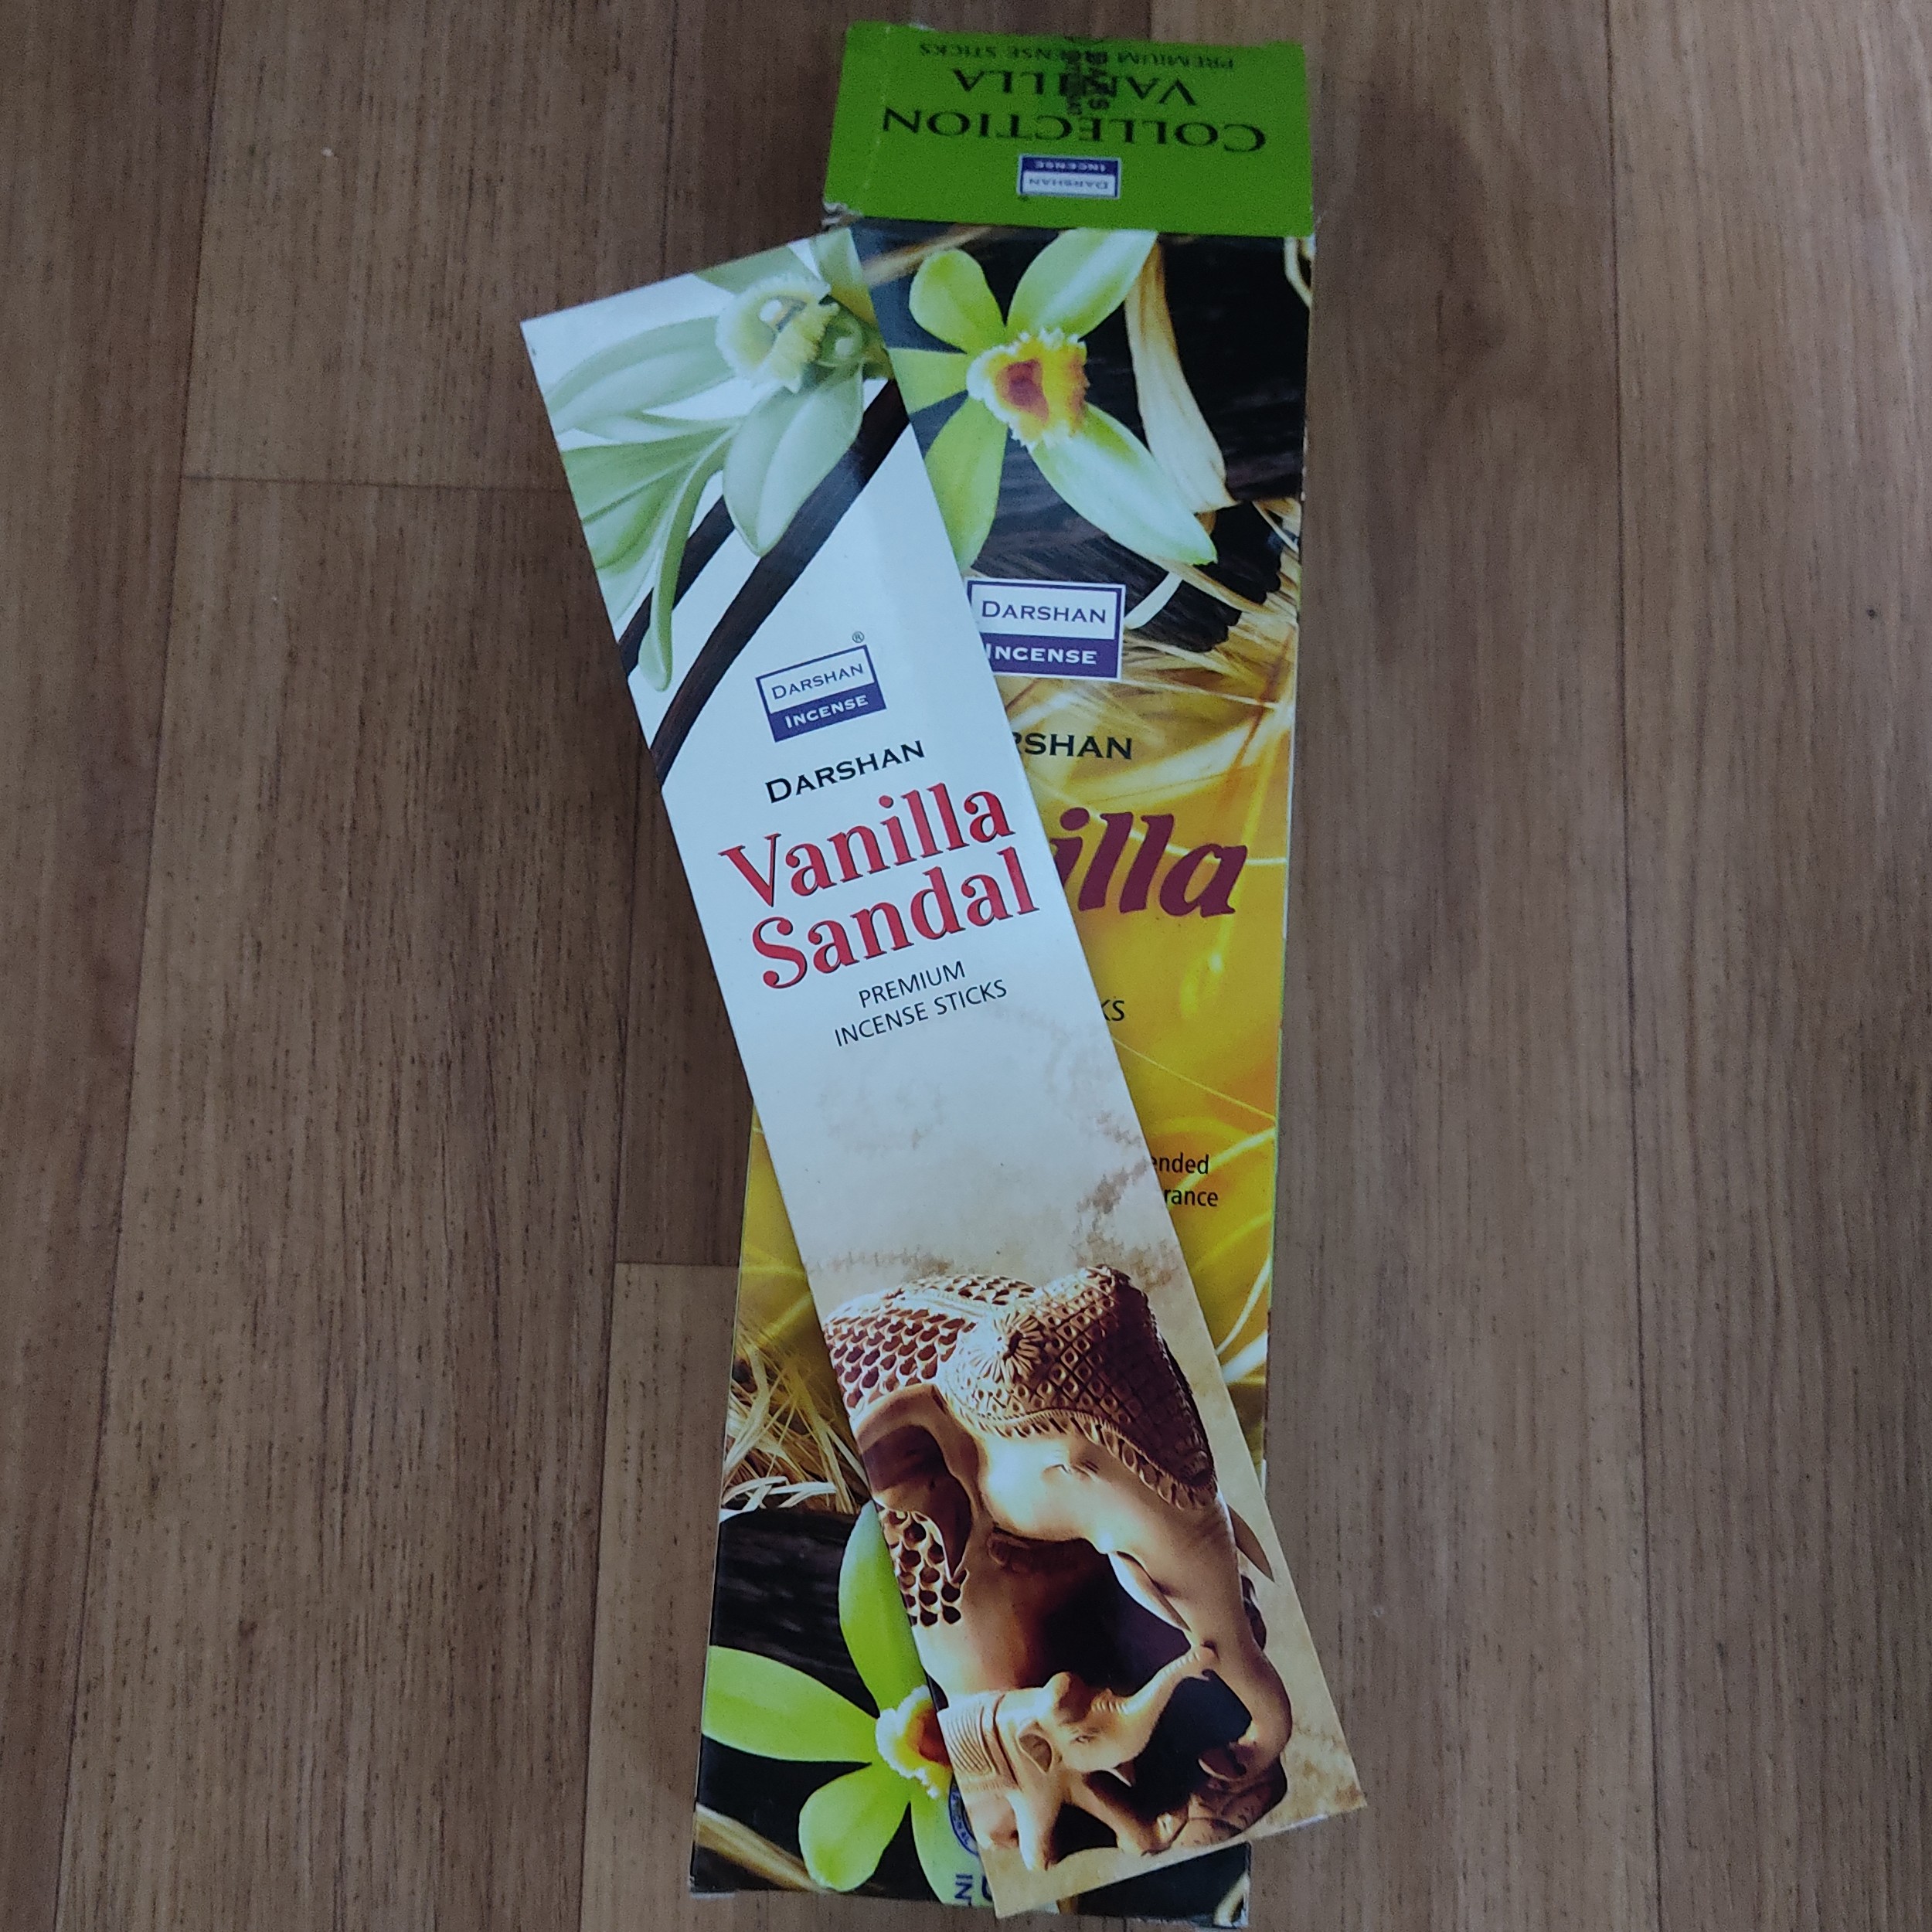 COLLECTION
VANILLA
PREMIUM INCENSE STICKS
DARSHAN
INCENSE
DARSHAN
INCENSE
RSHAN
illa
KS
ended
rance
®
DARSHAN
INCENSE
DARSHAN
Vanilla
Sandal
PREMIUM
INCENSE STICKS